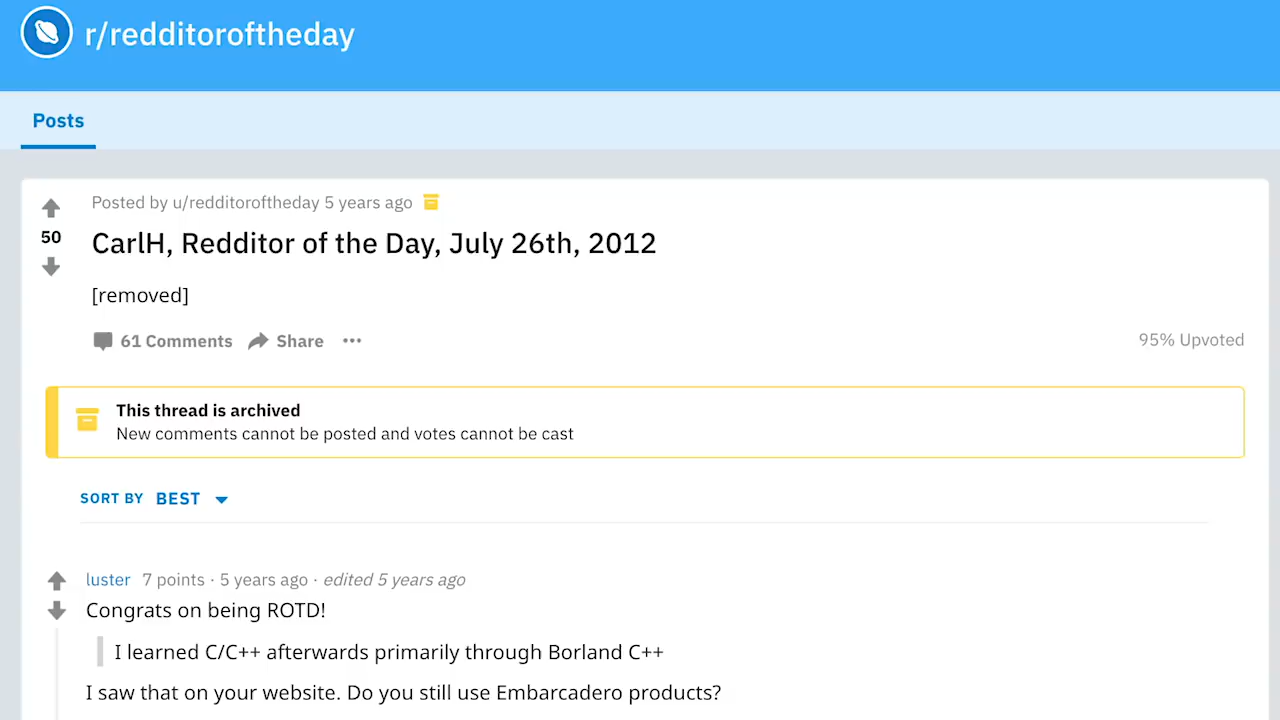 r/redditoroftheday
Posts
Posted by u/redditoroftheday 5 years ago
50
CarlH, Redditor of the Day, July 26th, 2012
[removed]
61 Comments Share ••• 95% Upvoted
This thread is archived
New comments cannot be posted and votes cannot be cast
SORT BY BEST
luster 7 points · 5 years ago · edited 5 years ago
Congrats on being ROTD!
I learned C/C++ afterwards primarily through Borland C++
I saw that on your website. Do you still use Embarcadero products?